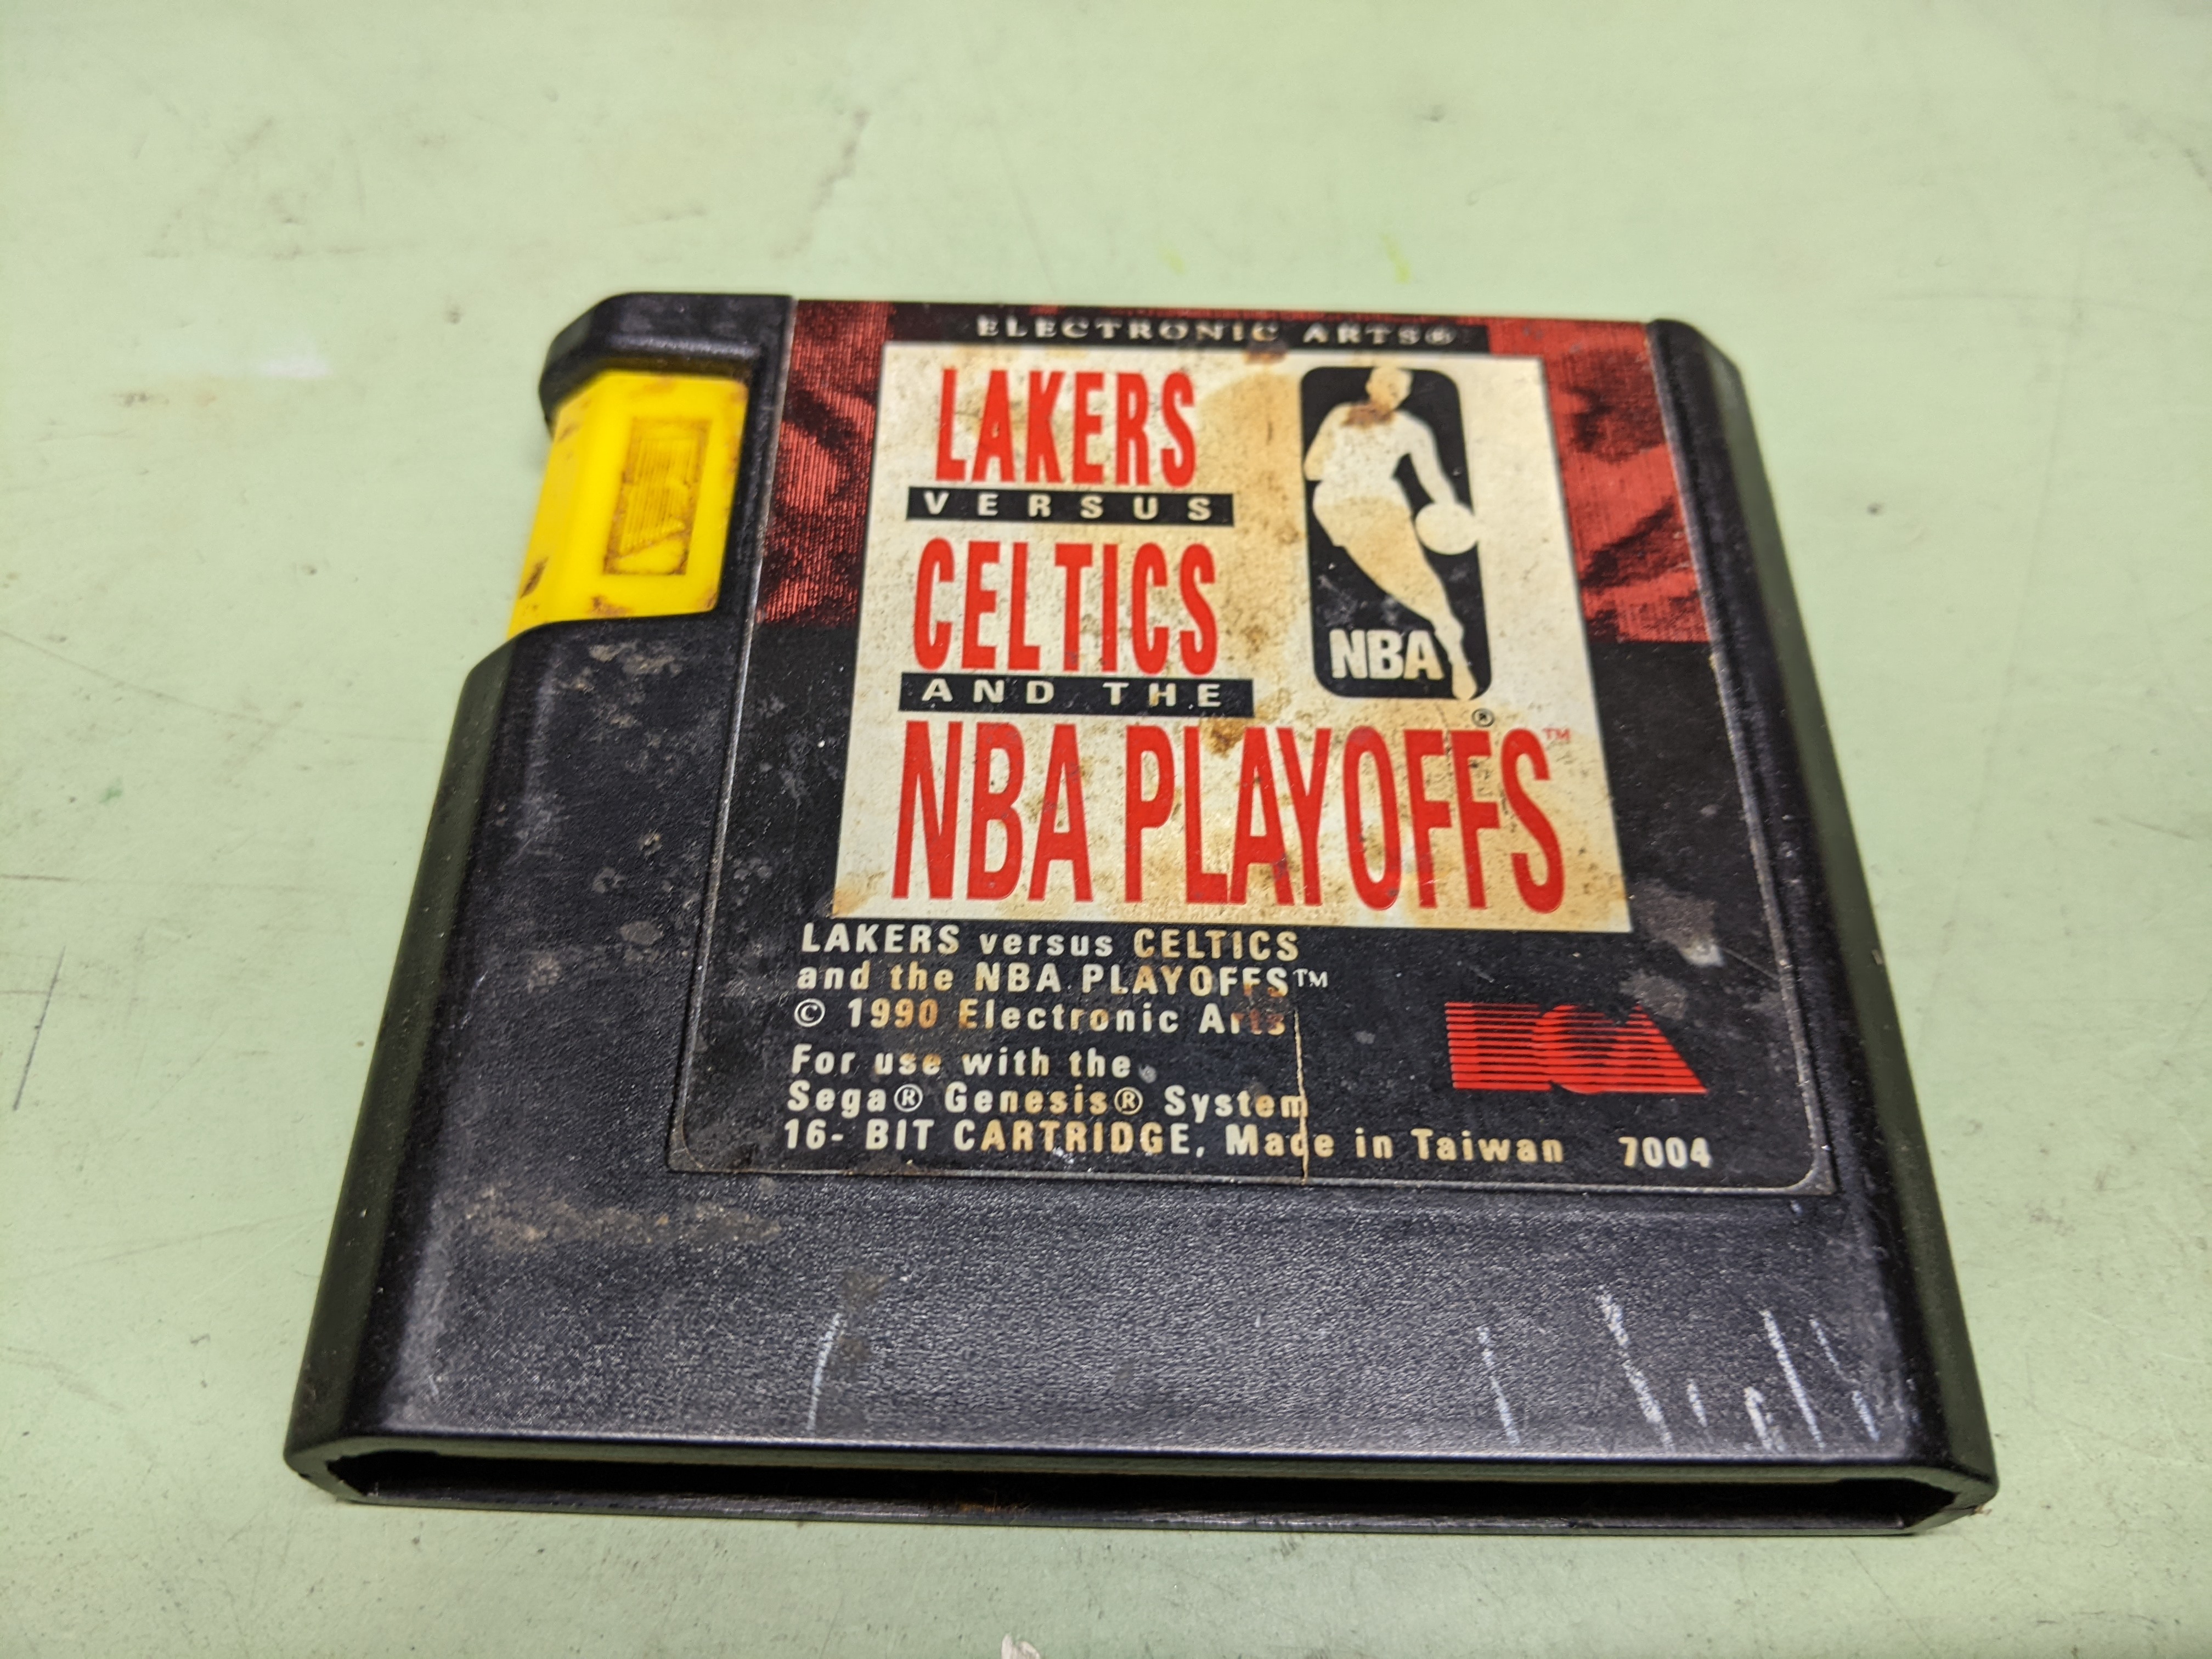 ELECTRONIC ARTS®
LAKERS
VERSUS
CELTICS
AND THE
NBA PLAYOFFS™
NBA
®
LAKERS versus CELTICS
and the NBA PLAYOFFS™
© 1990 Electronic Arts
For use with the
Sega® Genesis® System
16- BIT CARTRIDGE, Made in Taiwan 7004
EA